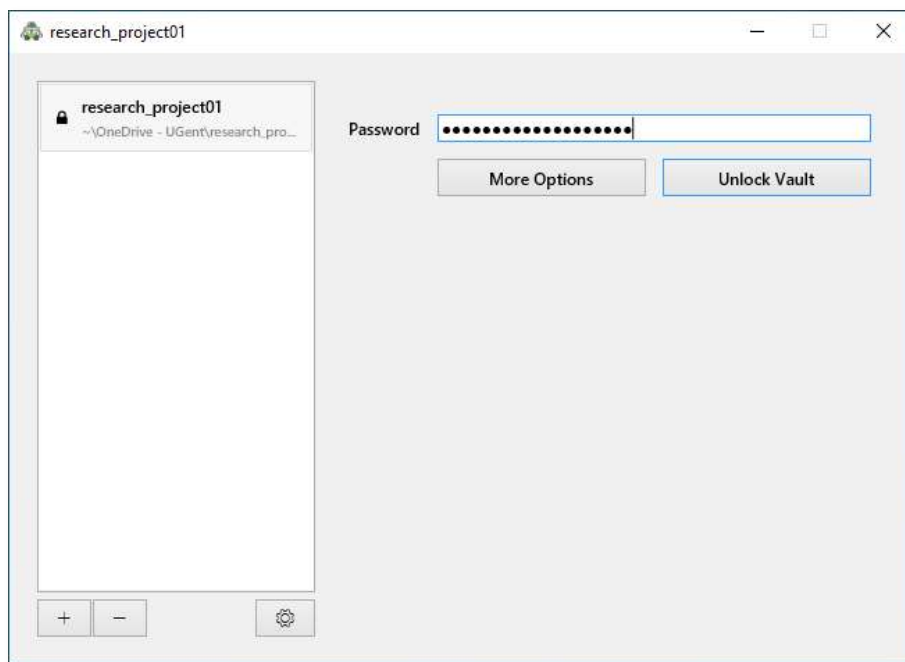 research_project01
research_project01
~\OneDrive - UGent\research_pro...
Password ●●●●●●●●●●●●●●●●●●●
More Options Unlock Vault
+ −